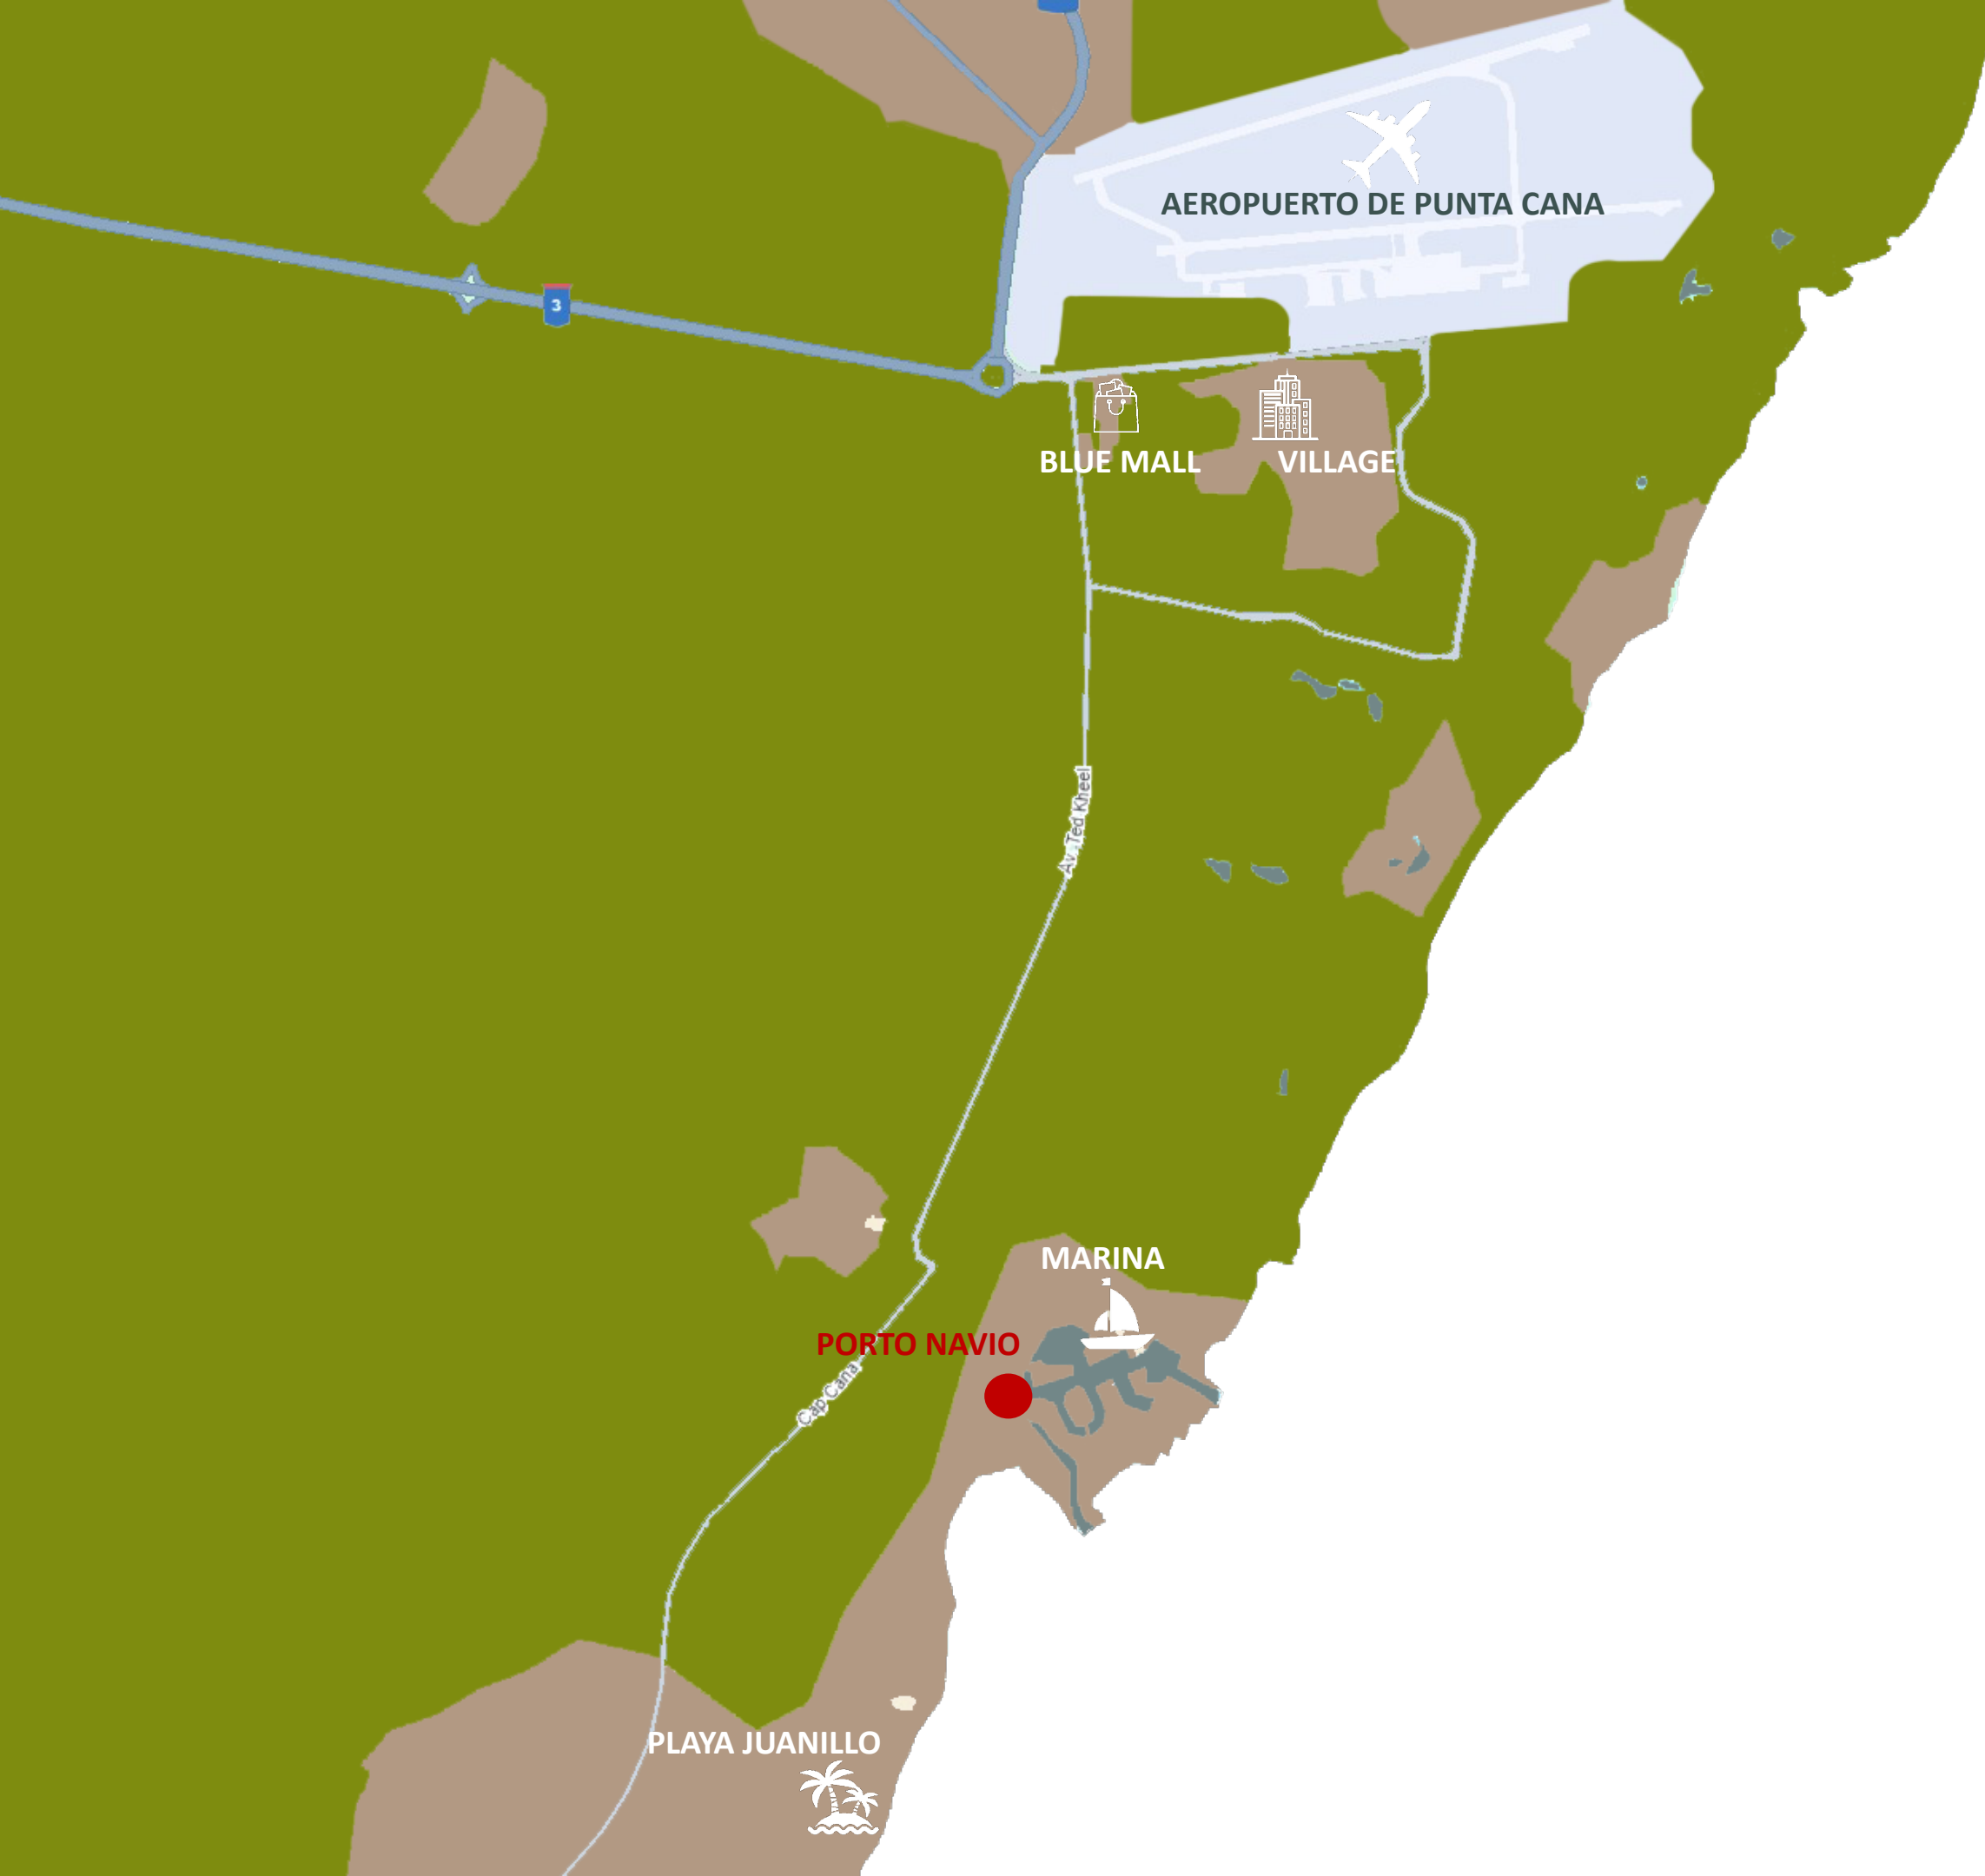 AEROPUERTO DE PUNTA CANA
3
BLUE MALL
VILLAGE
Av. Ted Kheel
MARINA
PORTO NAVIO
Cap Cana
PLAYA JUANILLO